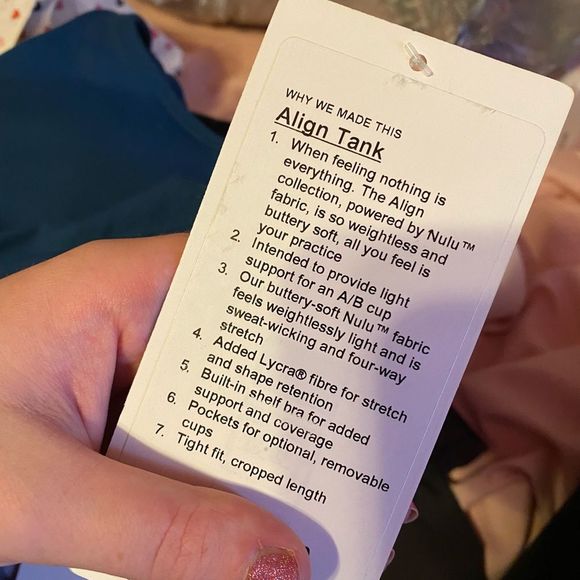 WHY WE MADE THIS
Align Tank
1. When feeling nothing is
everything. The Align
collection, powered by Nulu™
fabric, is so weightless and
buttery soft, all you feel is
your practice
2. Intended to provide light
support for an A/B cup
3. Our buttery-soft Nulu™ fabric
feels weightlessly light and is
sweat-wicking and four-way
stretch
4. Added Lycra® fibre for stretch
and shape retention
5. Built-in shelf bra for added
support and coverage
6. Pockets for optional, removable
cups
7. Tight fit, cropped length